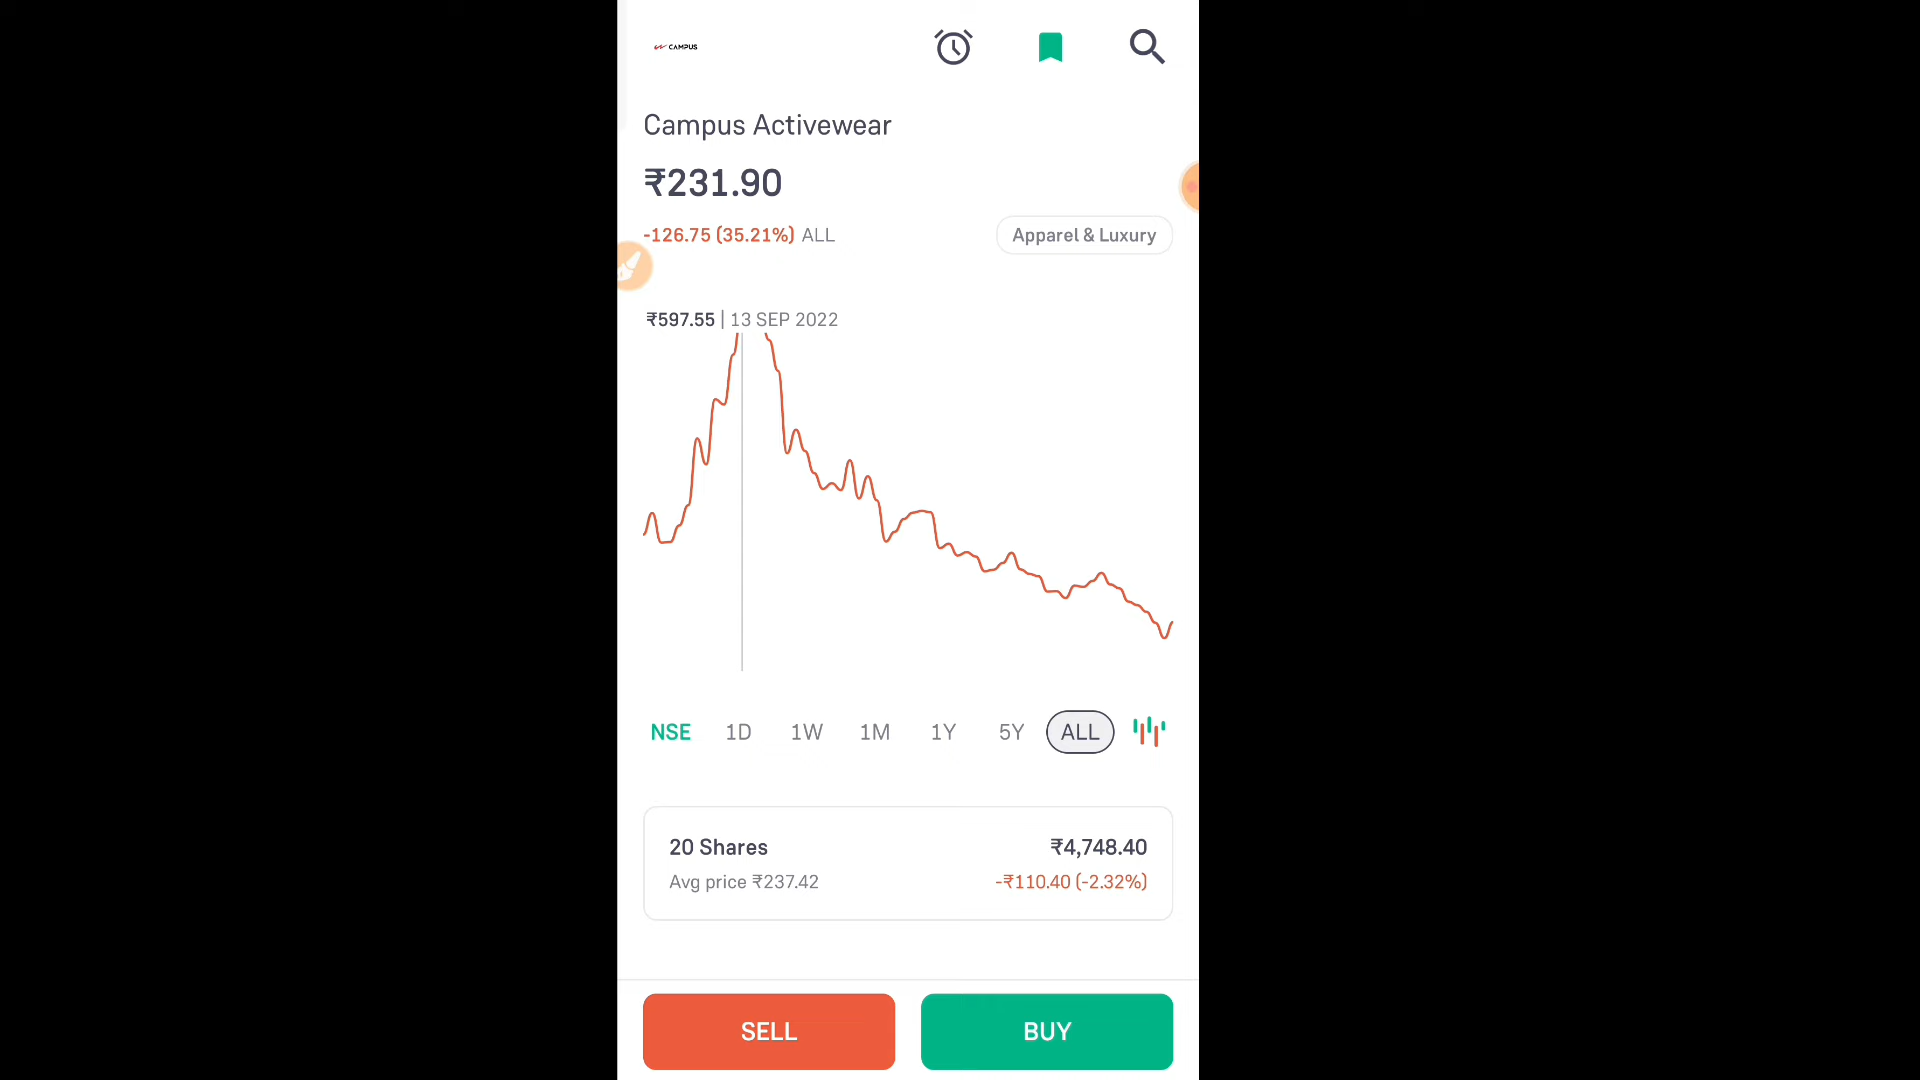 CAMPUS
Campus Activewear
₹231.90
-126.75 (35.21%) ALL
Apparel & Luxury
₹597.55 | 13 SEP 2022
NSE 1D 1W 1M 1Y 5Y ALL
20 Shares ₹4,748.40
Avg price ₹237.42 -₹110.40 (-2.32%)
SELL BUY